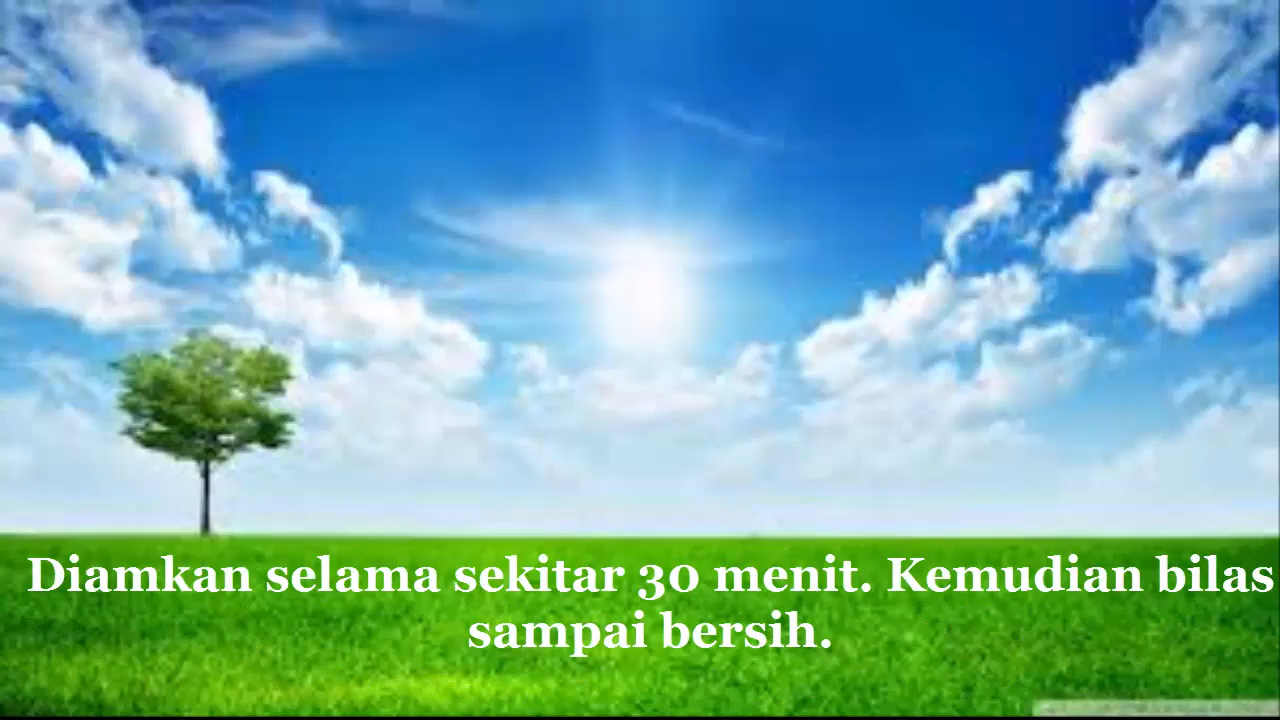 Diamkan selama sekitar 30 menit. Kemudian bilas
sampai bersih.